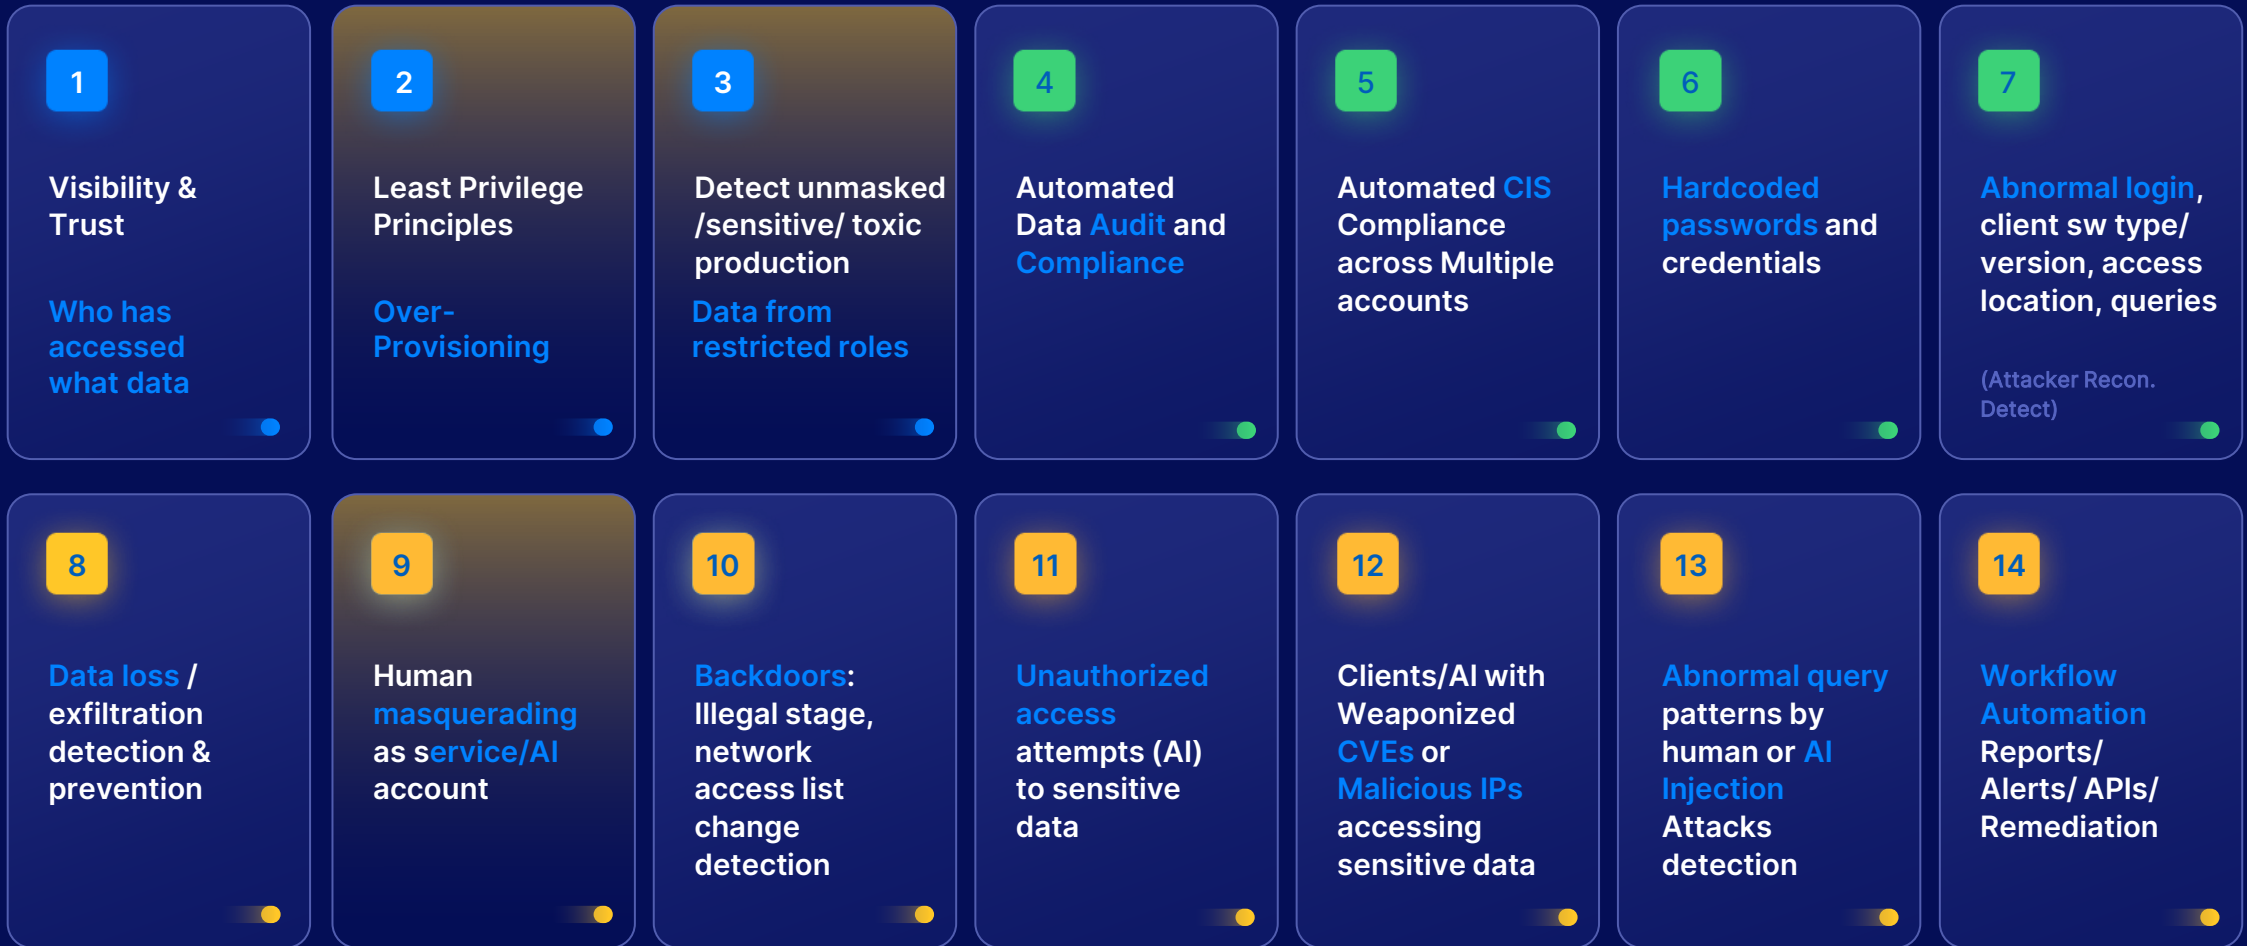 1
Visibility &
Trust
Who has
accessed
what data
2
Least Privilege
Principles
Over-
Provisioning
3
Detect unmasked
/sensitive/ toxic
production
Data from
restricted roles
4
Automated
Data Audit and
Compliance
5
Automated CIS
Compliance
across Multiple
accounts
6
Hardcoded
passwords and
credentials
7
Abnormal login,
client sw type/
version, access
location, queries
(Attacker Recon.
Detect)
8
Data loss /
exfiltration
detection &
prevention
9
Human
masquerading
as service/AI
account
10
Backdoors:
Illegal stage,
network
access list
change
detection
11
Unauthorized
access
attempts (AI)
to sensitive
data
12
Clients/AI with
Weaponized
CVEs or
Malicious IPs
accessing
sensitive data
13
Abnormal query
patterns by
human or AI
Injection
Attacks
detection
14
Workflow
Automation
Reports/
Alerts/ APIs/
Remediation